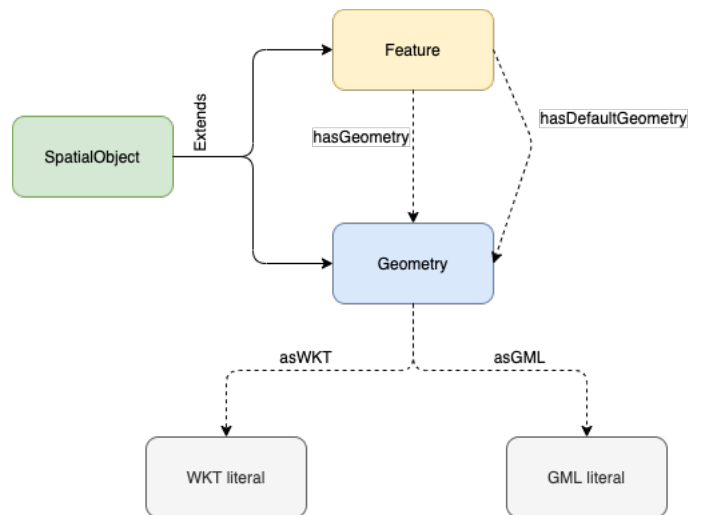 Feature
Extends
hasDefaultGeometry
hasGeometry
SpatialObject
Geometry
asWKT
asGML
WKT literal
GML literal